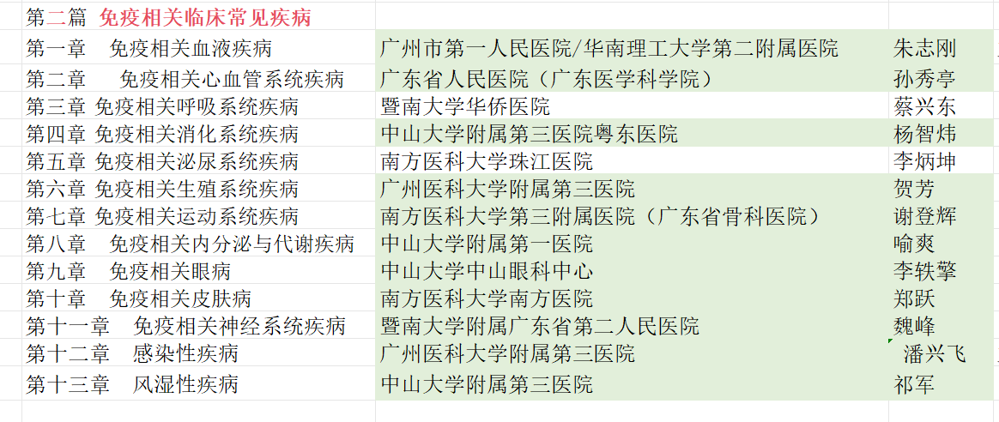 第二篇 免疫相关临床常见疾病
第一章 免疫相关血液疾病 广州市第一人民医院/华南理工大学第二附属医院 朱志刚
第二章 免疫相关心血管系统疾病 广东省人民医院（广东医学科学院） 孙秀亭
第三章 免疫相关呼吸系统疾病 暨南大学华侨医院 蔡兴东
第四章 免疫相关消化系统疾病 中山大学附属第三医院粤东医院 杨智炜
第五章 免疫相关泌尿系统疾病 南方医科大学珠江医院 李炳坤
第六章 免疫相关生殖系统疾病 广州医科大学附属第三医院 贺芳
第七章 免疫相关运动系统疾病 南方医科大学第三附属医院（广东省骨科医院） 谢登辉
第八章 免疫相关内分泌与代谢疾病 中山大学附属第一医院 喻爽
第九章 免疫相关眼病 中山大学中山眼科中心 李轶擎
第十章 免疫相关皮肤病 南方医科大学南方医院 郑跃
第十一章 免疫相关神经系统疾病 暨南大学附属广东省第二人民医院 魏峰
第十二章 感染性疾病 广州医科大学附属第三医院 潘兴飞
第十三章 风湿性疾病 中山大学附属第三医院 祁军